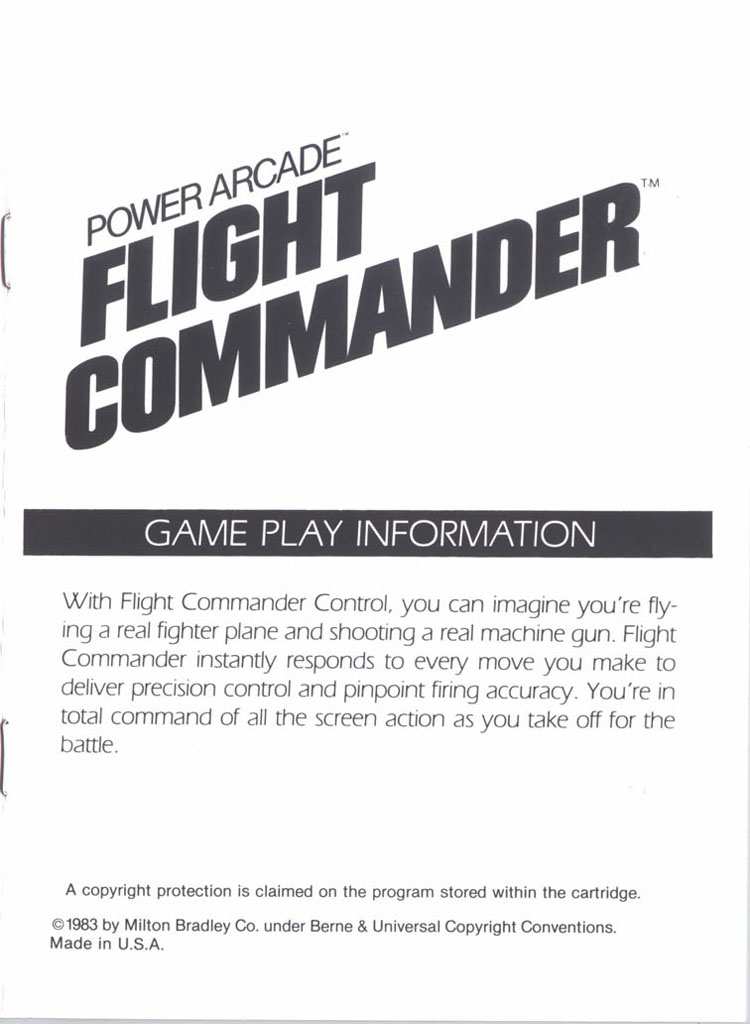 POWER ARCADE™
FLIGHT
COMMANDER™
GAME PLAY INFORMATION
With Flight Commander Control, you can imagine you're fly-
ing a real fighter plane and shooting a real machine gun. Flight
Commander instantly responds to every move you make to
deliver precision control and pinpoint firing accuracy. You're in
total command of all the screen action as you take off for the
battle.
A copyright protection is claimed on the program stored within the cartridge.
©1983 by Milton Bradley Co. under Berne & Universal Copyright Conventions.
Made in U.S.A.